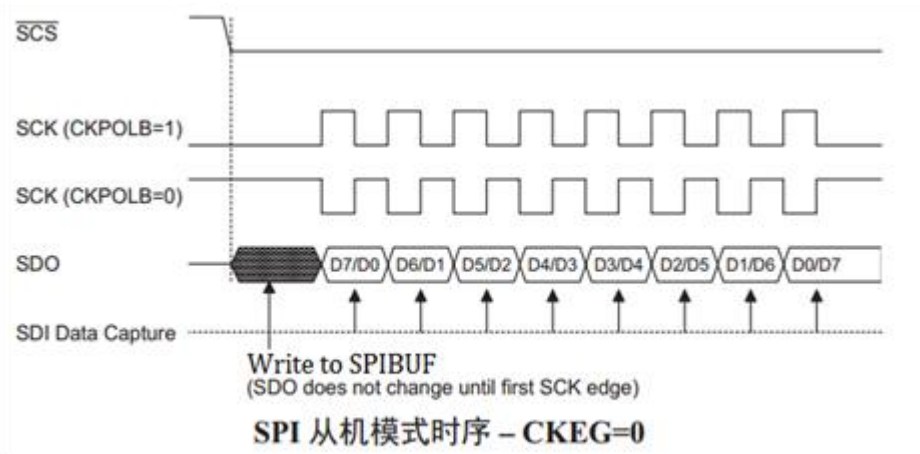 SCS
SCK (CKPOLB=1)
SCK (CKPOLB=0)
SDO
D7/D0 D6/D1 D5/D2 D4/D3 D3/D4 D2/D5 D1/D6 D0/D7
SDI Data Capture
Write to SPIBUF
(SDO does not change until first SCK edge)
SPI 从机模式时序 – CKEG=0